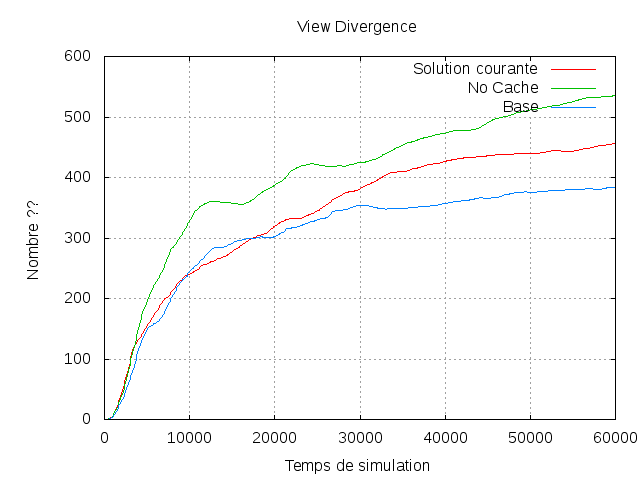 View Divergence
Solution courante
No Cache
Base
600
500
400
300
200
100
0
Nombre ??
0 10000 20000 30000 40000 50000 60000
Temps de simulation